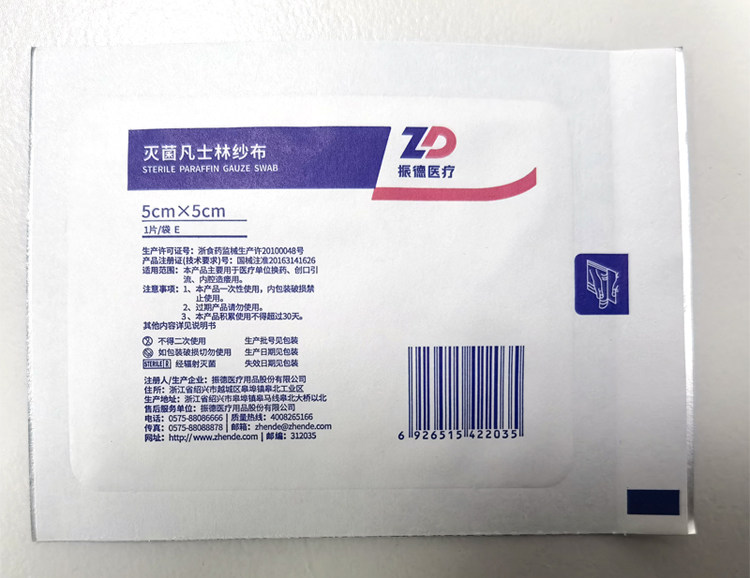 灭菌凡士林纱布
STERILE PARAFFIN GAUZE SWAB
ZD
振德医疗
5cm×5cm
1片/袋 E
生产许可证号：浙食药监械生产许20100048号
产品注册证(技术要求)号：国械注准20163141626
适用范围：本产品主要用于医疗单位换药、创口引
流、内腔造瘘用。
注意事项：1、本产品一次性使用，内包装破损禁
止使用。
2、过期产品请勿使用。
3、本产品积累使用不得超过30天。
其他内容详见说明书
不得二次使用 生产批号见包装
如包装破损切勿使用 生产日期见包装
STERILE R 经辐射灭菌 失效日期见包装
注册人/生产企业：振德医疗用品股份有限公司
住所：浙江省绍兴市越城区皋埠镇皋北工业区
生产地址：浙江省绍兴市皋埠镇皋马线皋北大桥以北
售后服务单位：振德医疗用品股份有限公司
电话：0575-88086666 | 质量热线：4008265166
传真：0575-88088878 | 邮箱：zhende@zhende.com
网址：http://www.zhende.com | 邮编：312035
6 926515 422035